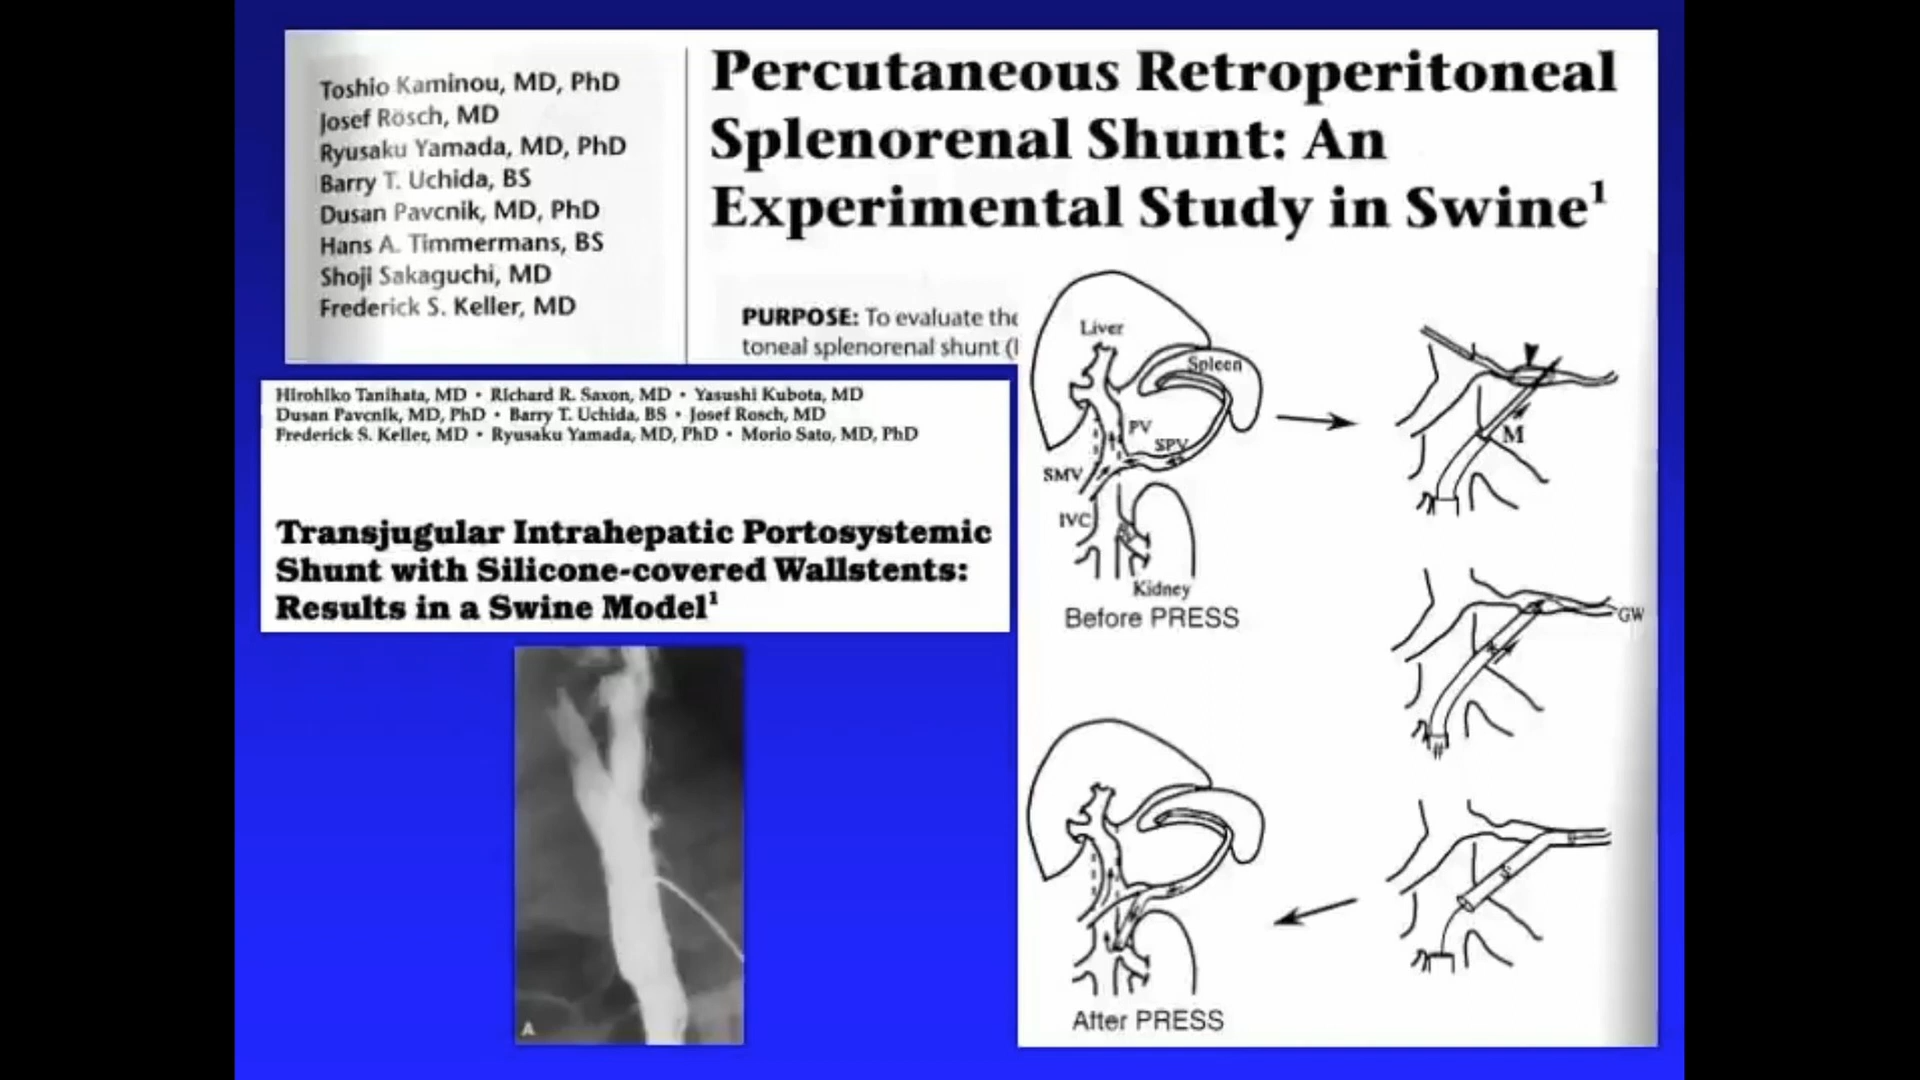 Toshio Kaminou, MD, PhD
Josef Rösch, MD
Ryusaku Yamada, MD, PhD
Barry T. Uchida, BS
Dusan Pavcnik, MD, PhD
Hans A. Timmermans, BS
Shoji Sakaguchi, MD
Frederick S. Keller, MD
Percutaneous Retroperitoneal
Splenorenal Shunt: An
Experimental Study in Swine¹
PURPOSE: To evaluate the
toneal splenorenal shunt (
Hirohiko Tanihata, MD • Richard R. Saxon, MD • Yasushi Kubota, MD
Dusan Pavcnik, MD, PhD • Barry T. Uchida, BS • Josef Rosch, MD
Frederick S. Keller, MD • Ryusaku Yamada, MD, PhD • Morio Sato, MD, PhD
Transjugular Intrahepatic Portosystemic
Shunt with Silicone-covered Wallstents:
Results in a Swine Model¹
A
Liver
Spleen
PV
SPV
SMV
IVC
Kidney
Before PRESS
M
GW
After PRESS